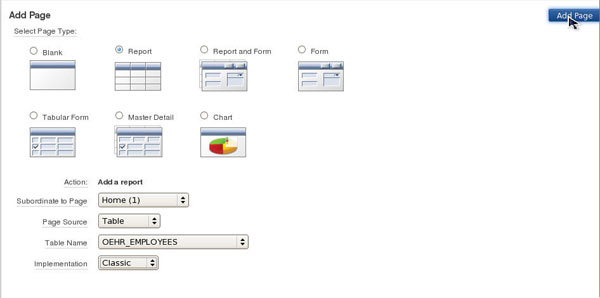 Add Page
Add Page
Select Page Type:
Blank
Report
Report and Form
Form
Tabular Form
Master Detail
Chart
Action: Add a report
Subordinate to Page Home (1)
Page Source Table
Table Name OEHR_EMPLOYEES
Implementation Classic